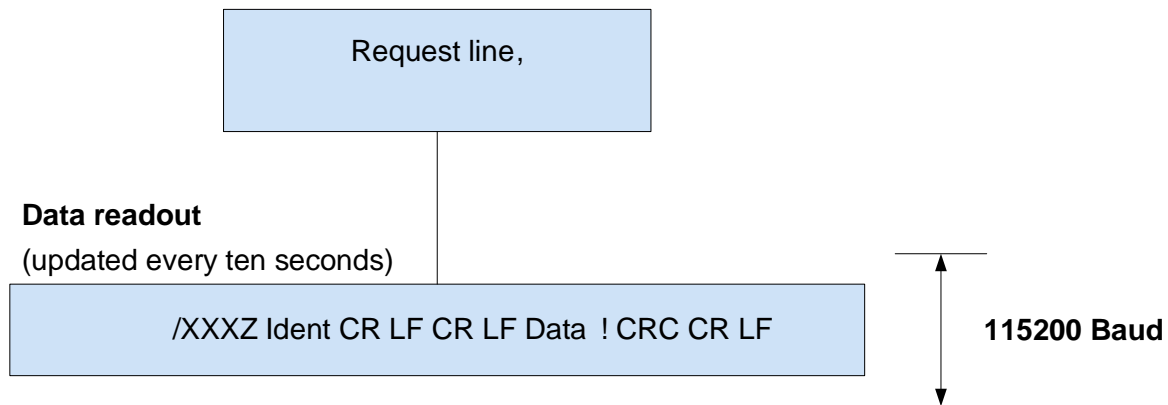 Request line,
Data readout
(updated every ten seconds)
/XXXZ Ident CR LF CR LF Data ! CRC CR LF
115200 Baud